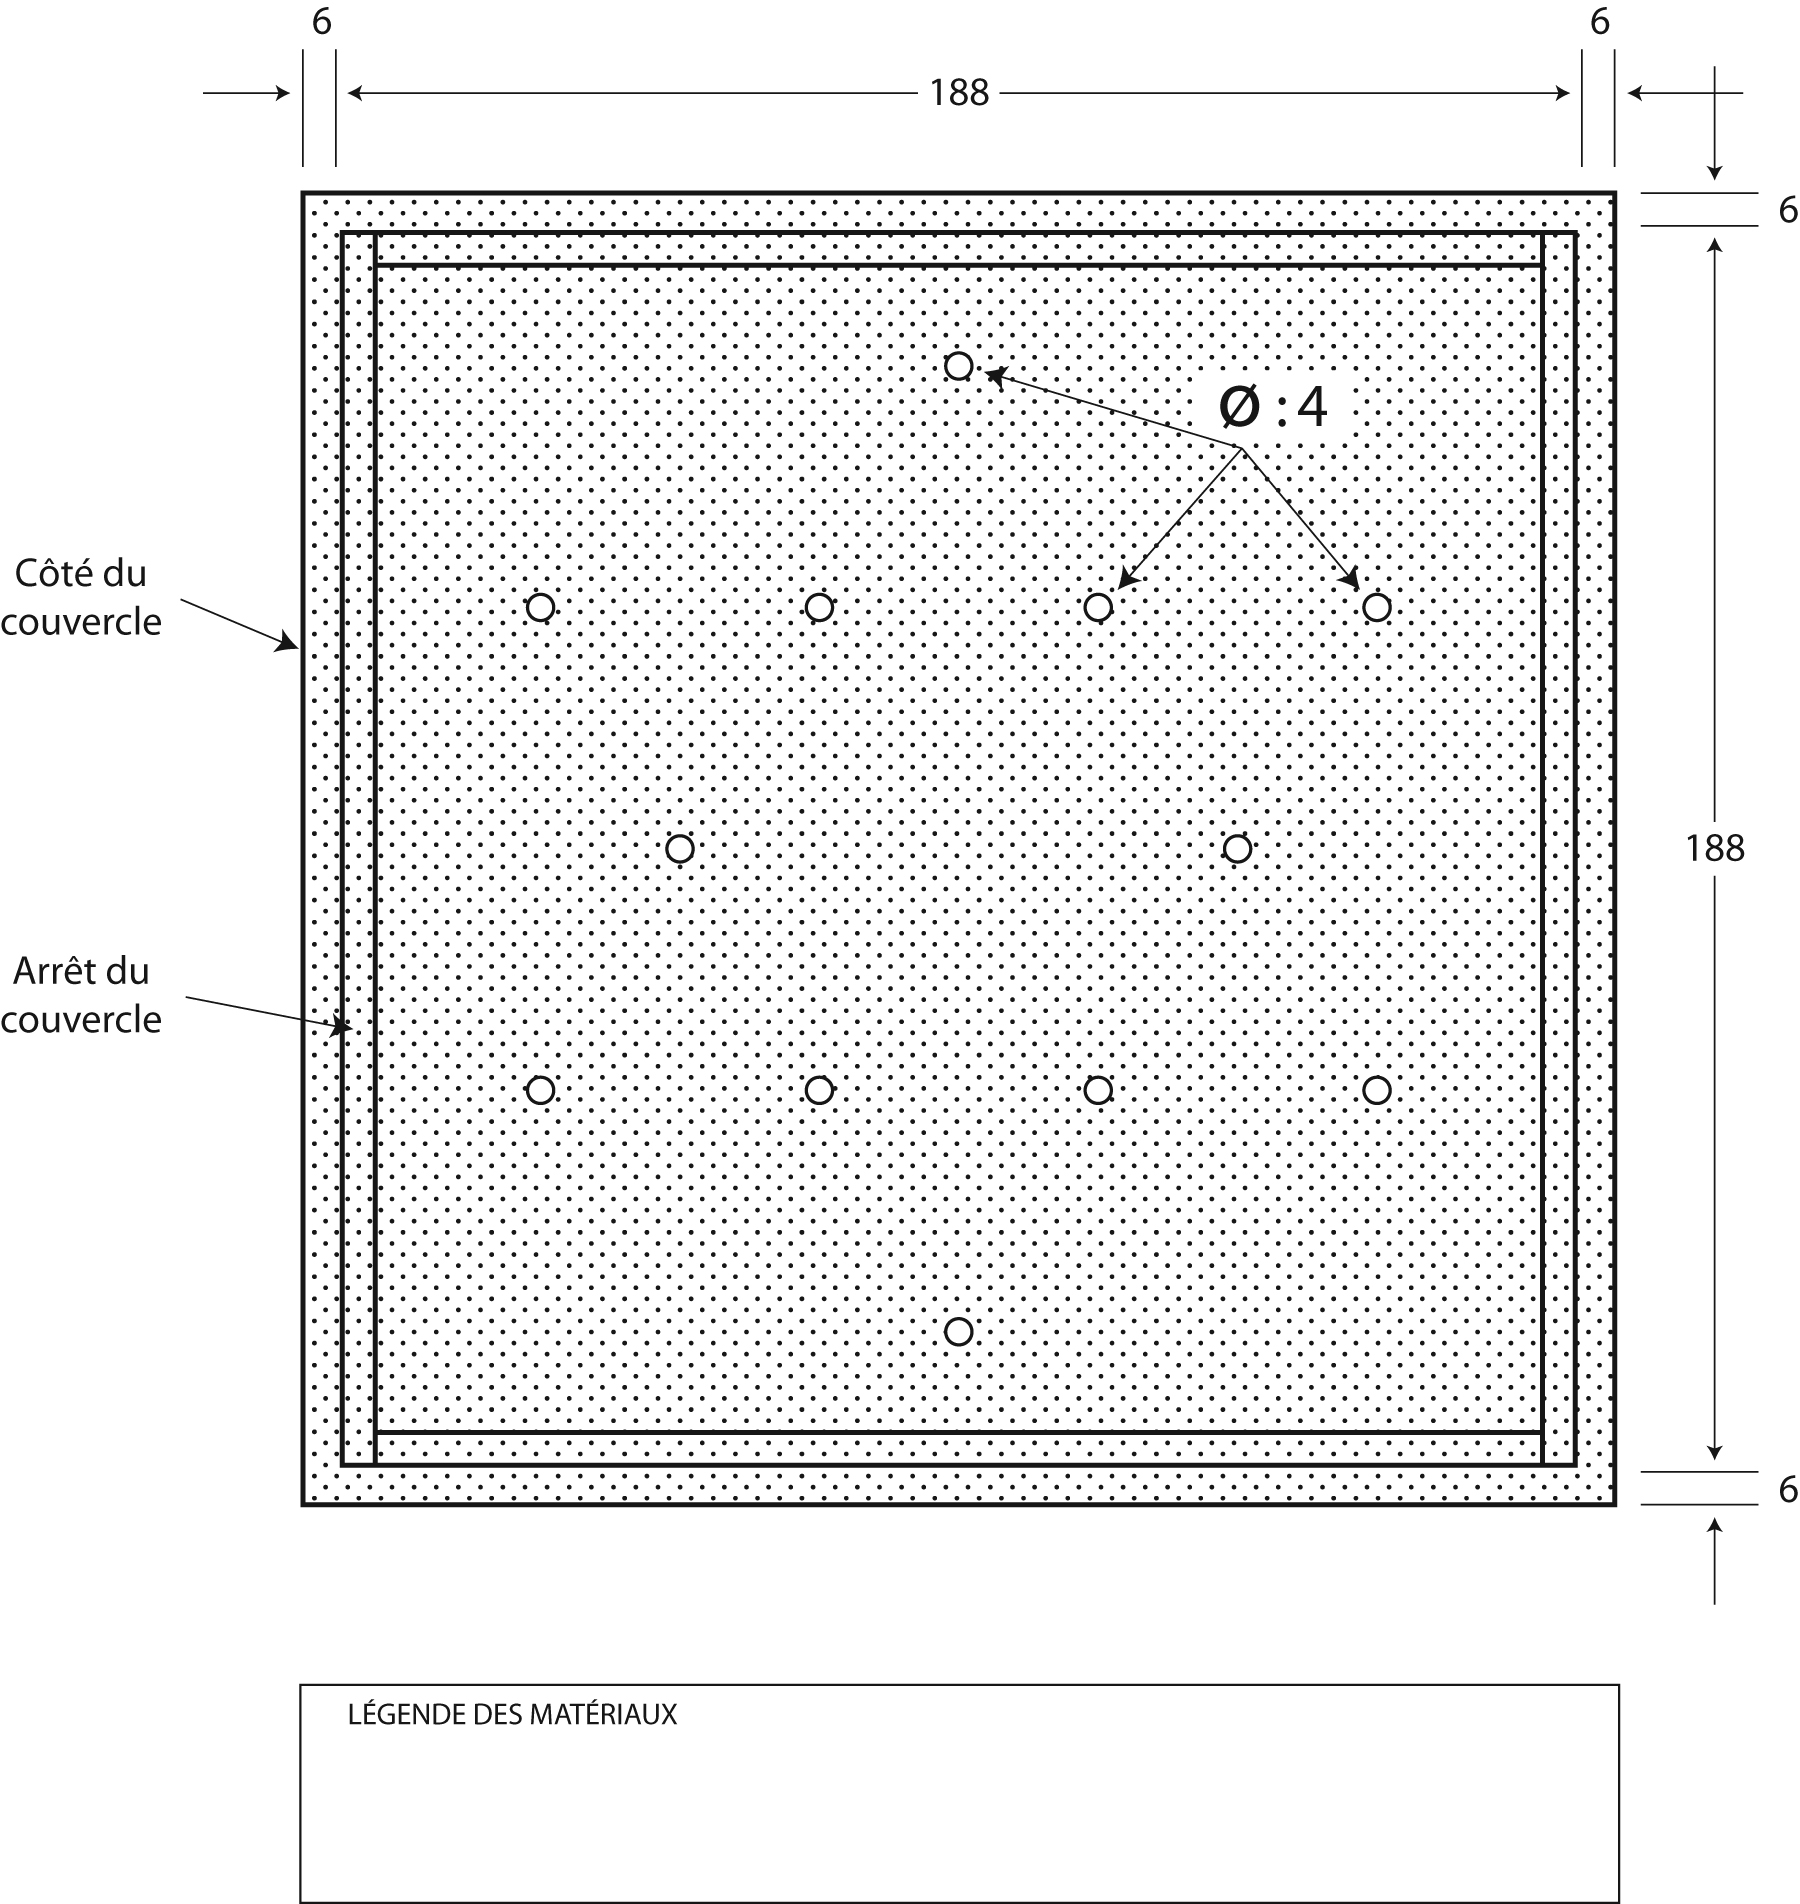 6
6
188
6
Ø : 4
Côté du
couvercle
188
Arrêt du
couvercle
6
LÉGENDE DES MATÉRIAUX